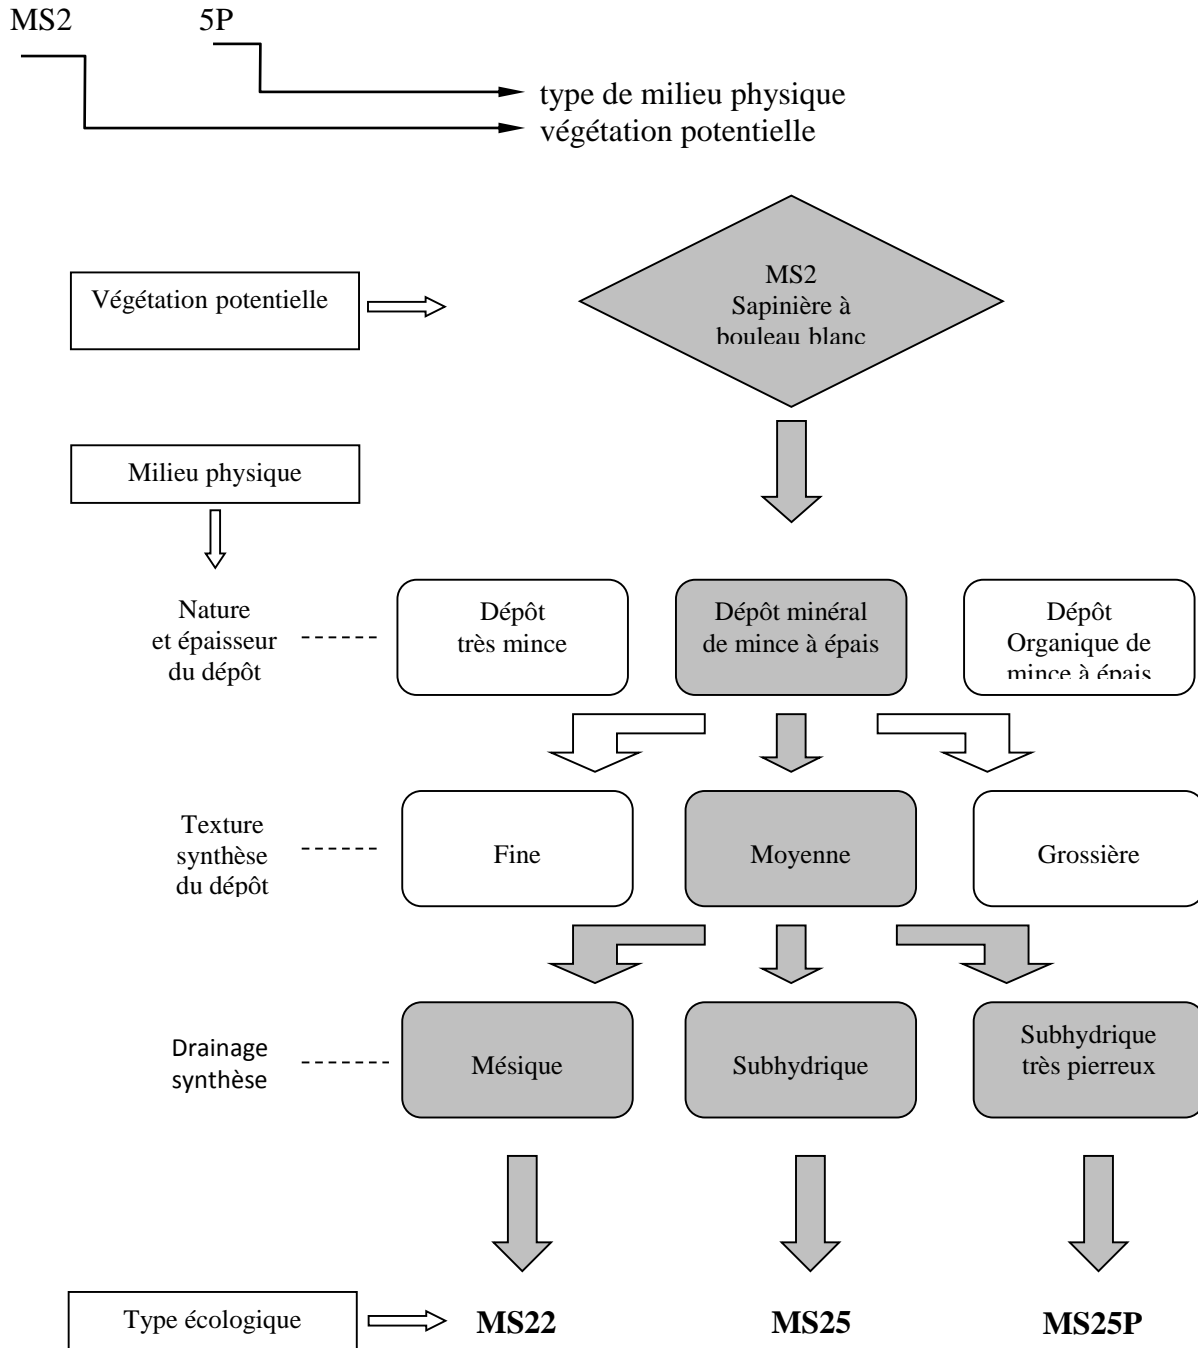 MS2 5P
type de milieu physique
végétation potentielle
Végétation potentielle
MS2
Sapinière à
bouleau blanc
Milieu physique
Nature
et épaisseur
du dépôt
Dépôt
très mince
Dépôt minéral
de mince à épais
Dépôt
Organique de
mince à épais
Texture
synthèse
du dépôt
Fine
Moyenne
Grossière
Drainage
synthèse
Mésique
Subhydrique
Subhydrique
très pierreux
Type écologique
MS22
MS25
MS25P